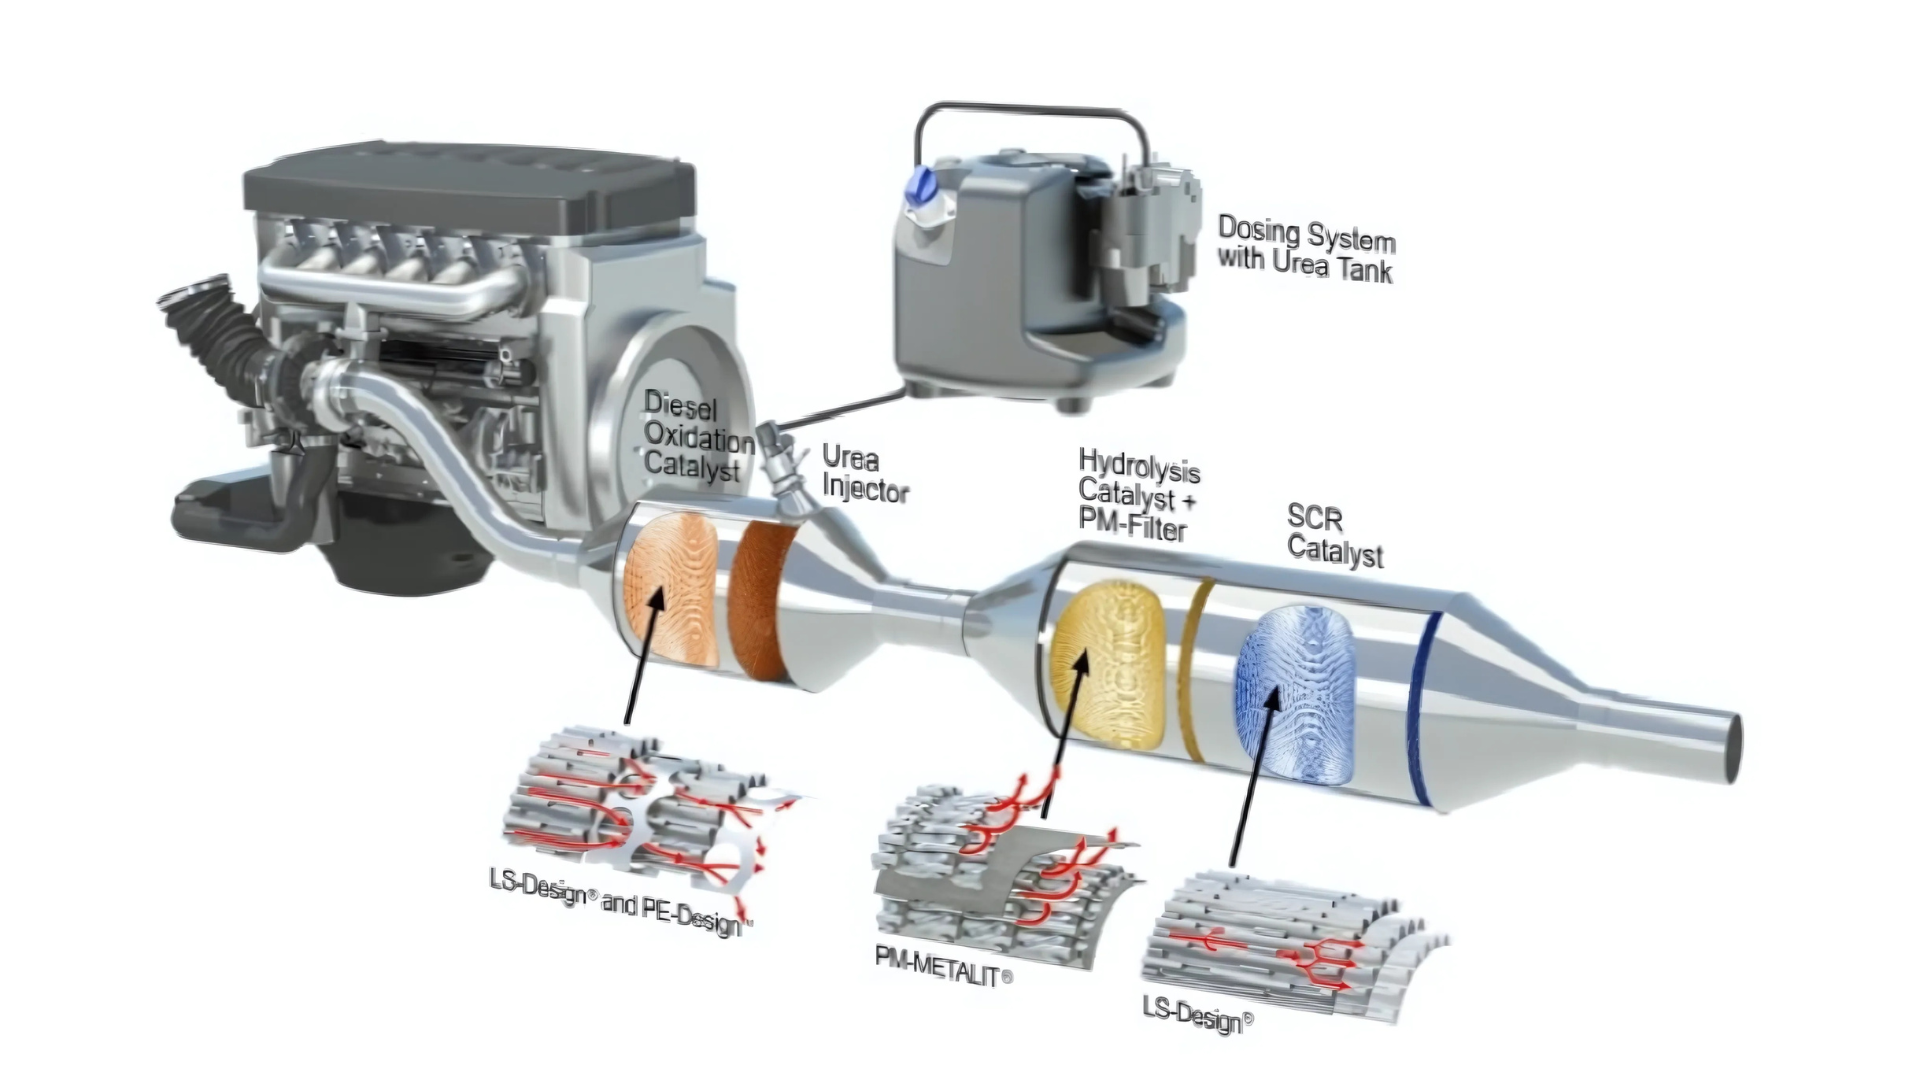 Dosing System
with Urea Tank
Diesel
Oxidation
Catalyst
Urea
Injector
Hydrolysis
Catalyst +
PM-Filter
SCR
Catalyst
LS-Design® and PE-Design™
PM-METALIT®
LS-Design®